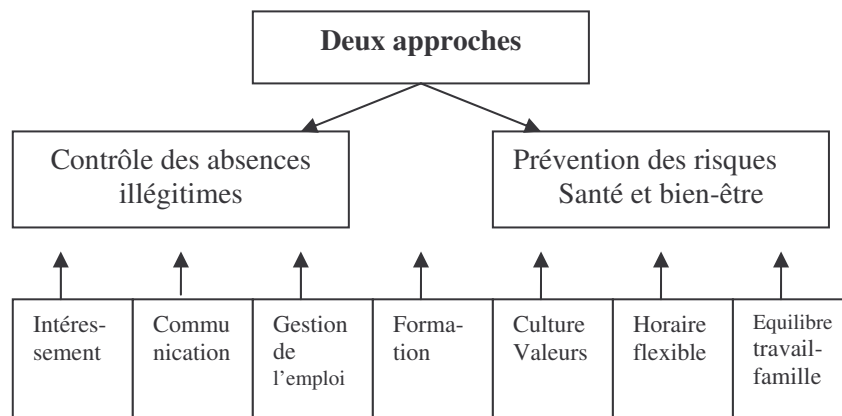 Deux approches
Contrôle des absences
illégitimes
Prévention des risques
Santé et bien-être
Intéres-
sement
Commu
nication
Gestion
de
l'emploi
Forma-
tion
Culture
Valeurs
Horaire
flexible
Equilibre
travail-
famille